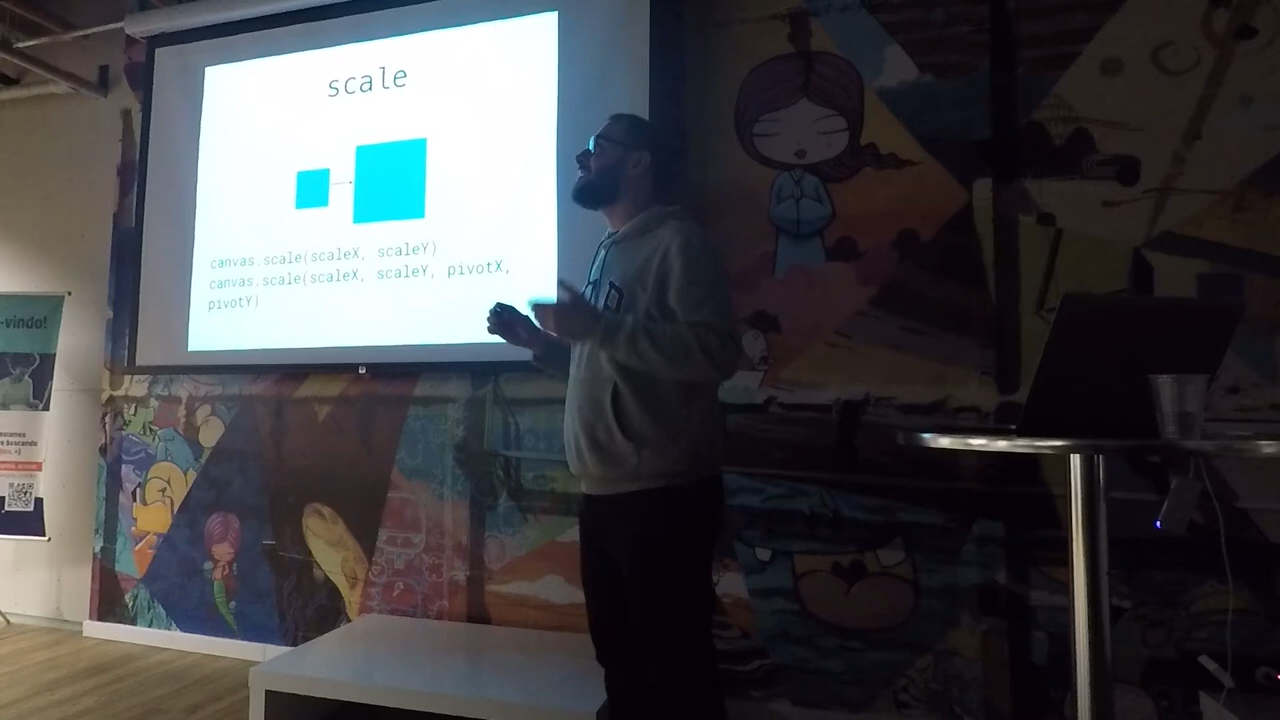 scale
canvas.scale(scaleX, scaleY)
canvas.scale(scaleX, scaleY, pivotX,
pivotY)
-vindo!